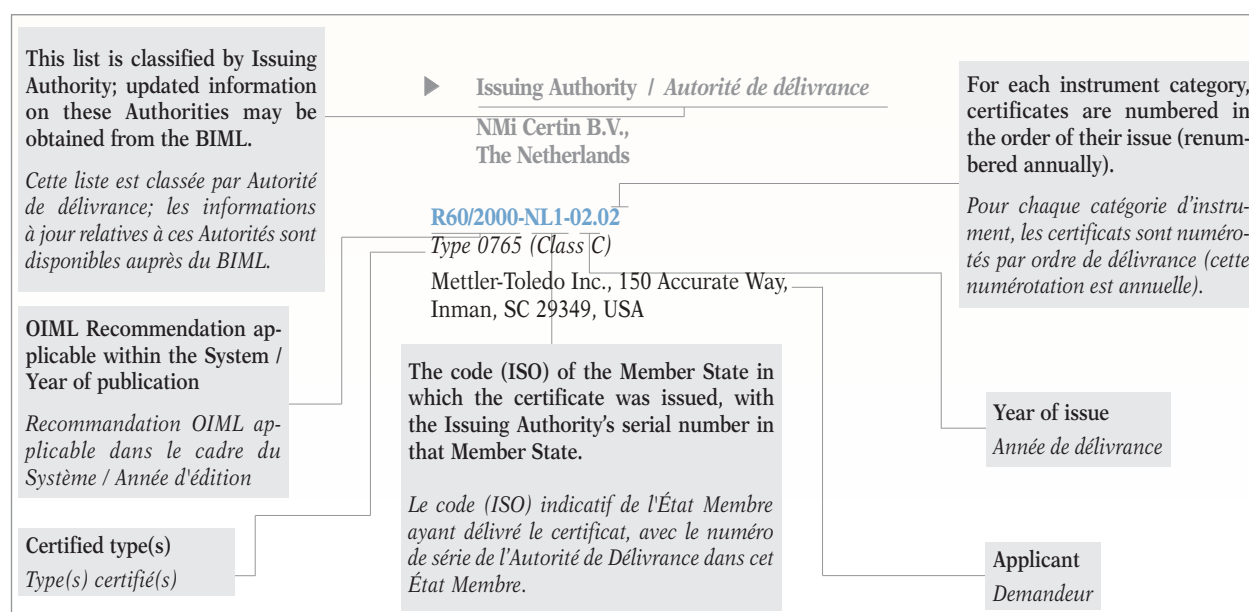 This list is classified by Issuing
Authority; updated information
on these Authorities may be
obtained from the BIML.
Cette liste est classée par Autorité
de délivrance; les informations
à jour relatives à ces Autorités sont
disponibles auprès du BIML.
▶ Issuing Authority / Autorité de délivrance
NMi Certin B.V.,
The Netherlands
R60/2000-NL1-02.02
Type 0765 (Class C)
Mettler-Toledo Inc., 150 Accurate Way,
Inman, SC 29349, USA
For each instrument category,
certificates are numbered in
the order of their issue (renum-
bered annually).
Pour chaque catégorie d'instru-
ment, les certificats sont numéro-
tés par ordre de délivrance (cette
numérotation est annuelle).
OIML Recommendation ap-
plicable within the System /
Year of publication
Recommandation OIML ap-
plicable dans le cadre du
Système / Année d'édition
The code (ISO) of the Member State in
which the certificate was issued, with
the Issuing Authority's serial number in
that Member State.
Le code (ISO) indicatif de l'État Membre
ayant délivré le certificat, avec le numéro
de série de l'Autorité de Délivrance dans cet
État Membre.
Year of issue
Année de délivrance
Certified type(s)
Type(s) certifié(s)
Applicant
Demandeur